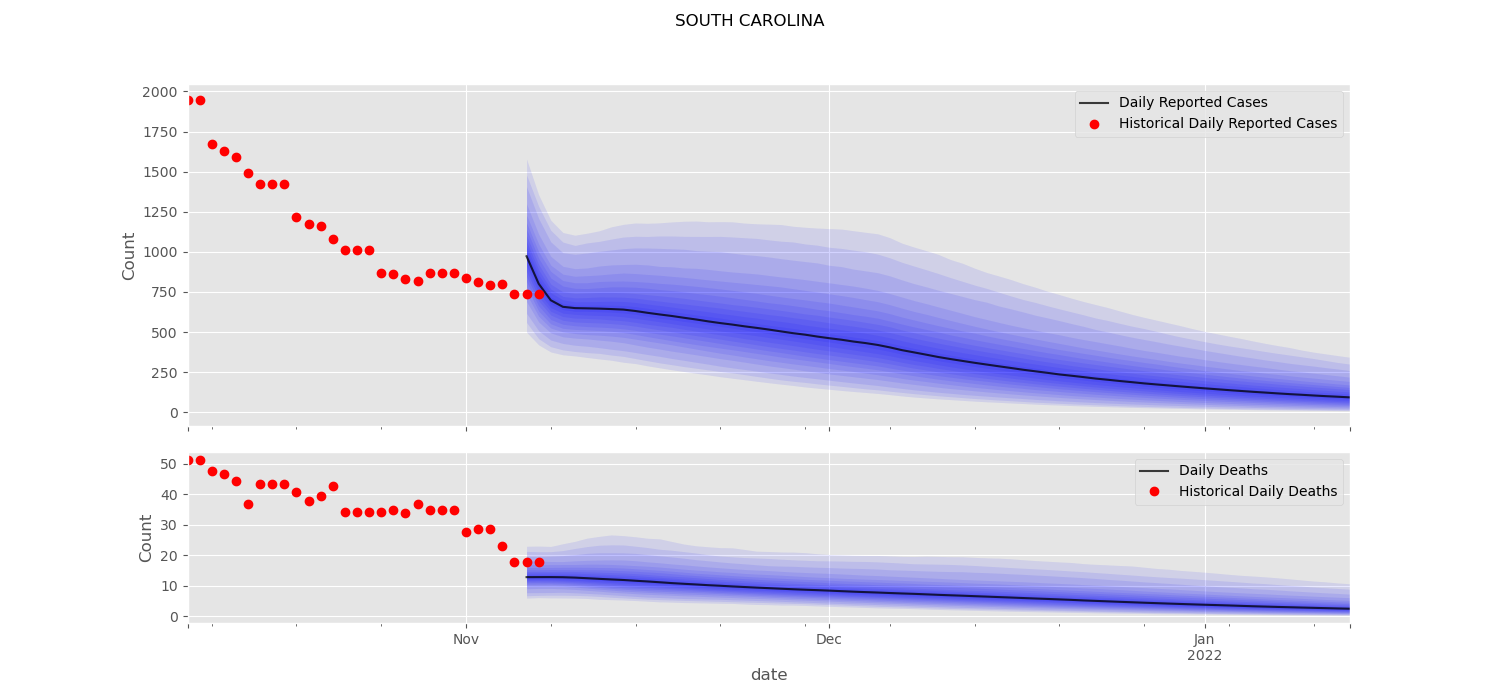 SOUTH CAROLINA
2000
1750
1500
1250
1000
750
500
250
0
Count
Daily Reported Cases
Historical Daily Reported Cases
50
40
30
20
10
0
Count
Daily Deaths
Historical Daily Deaths
Nov
Dec
Jan
2022
date